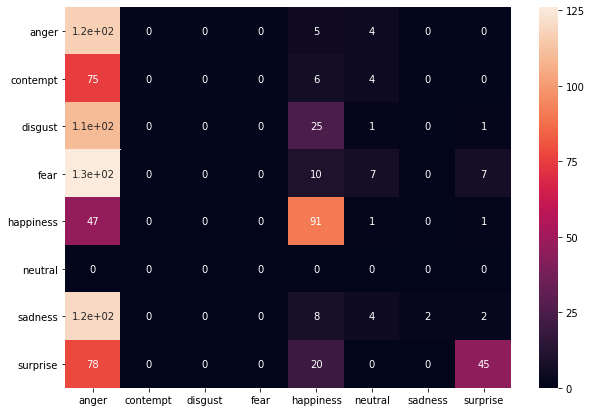 anger 1.2e+02 0 0 0 5 4 0 0
contempt 75 0 0 0 6 4 0 0
disgust 1.1e+02 0 0 0 25 1 0 1
fear 1.3e+02 0 0 0 10 7 0 7
happiness 47 0 0 0 91 1 0 1
neutral 0 0 0 0 0 0 0 0
sadness 1.2e+02 0 0 0 8 4 2 2
surprise 78 0 0 0 20 0 0 45
anger contempt disgust fear happiness neutral sadness surprise
125
100
75
50
25
0